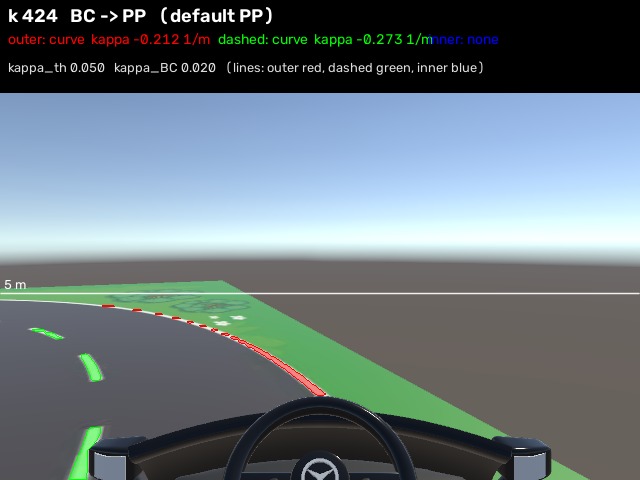 k 424 BC -> PP (default PP)
outer: curve kappa -0.212 1/m dashed: curve kappa -0.273 1/m inner: none
kappa_th 0.050 kappa_BC 0.020 (lines: outer red, dashed green, inner blue)
5 m